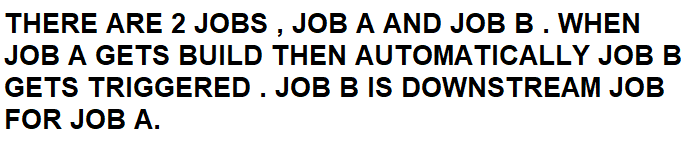 THERE ARE 2 JOBS , JOB A AND JOB B . WHEN
JOB A GETS BUILD THEN AUTOMATICALLY JOB B
GETS TRIGGERED . JOB B IS DOWNSTREAM JOB
FOR JOB A.